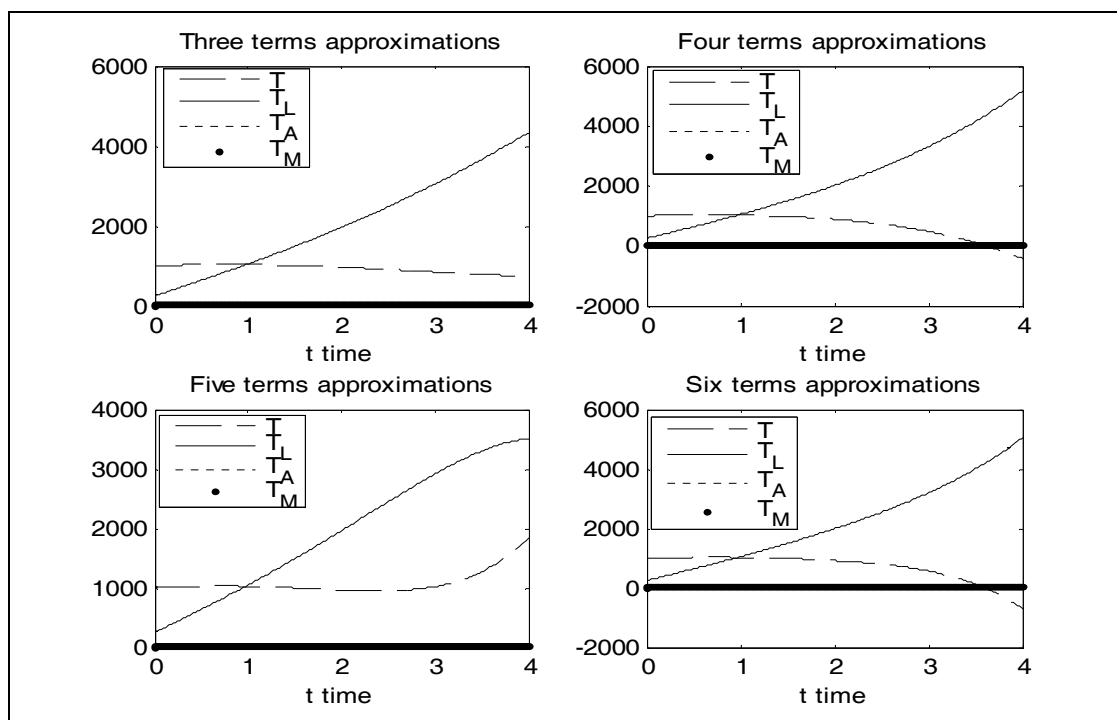 Three terms approximations
6000
4000
2000
0
T
T_L
T_A
T_M
0 1 2 3 4
t time
Four terms approximations
6000
4000
2000
0
-2000
T
T_L
T_A
T_M
0 1 2 3 4
t time
Five terms approximations
4000
3000
2000
1000
0
T
T_L
T_A
T_M
0 1 2 3 4
t time
Six terms approximations
6000
4000
2000
0
-2000
T
T_L
T_A
T_M
0 1 2 3 4
t time